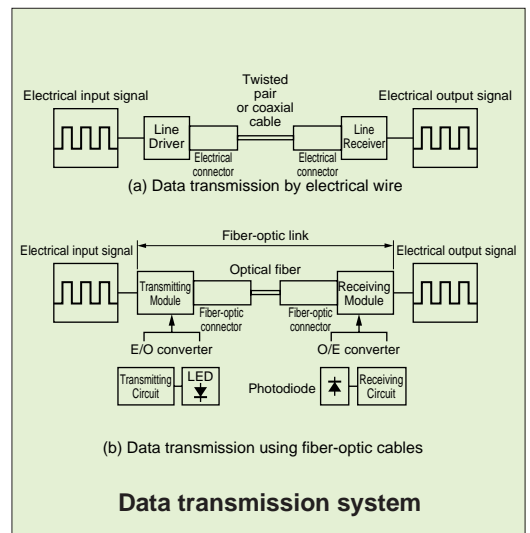 Electrical input signal
Twisted
pair
or coaxial
cable
Electrical output signal
Line
Driver
Electrical
connector
Electrical
connector
Line
Receiver
(a) Data transmission by electrical wire
Fiber-optic link
Electrical input signal
Electrical output signal
Transmitting
Module
Optical fiber
Receiving
Module
Fiber-optic
connector
Fiber-optic
connector
E/O converter
O/E converter
Transmitting
Circuit
LED
Photodiode
Receiving
Circuit
(b) Data transmission using fiber-optic cables
Data transmission system